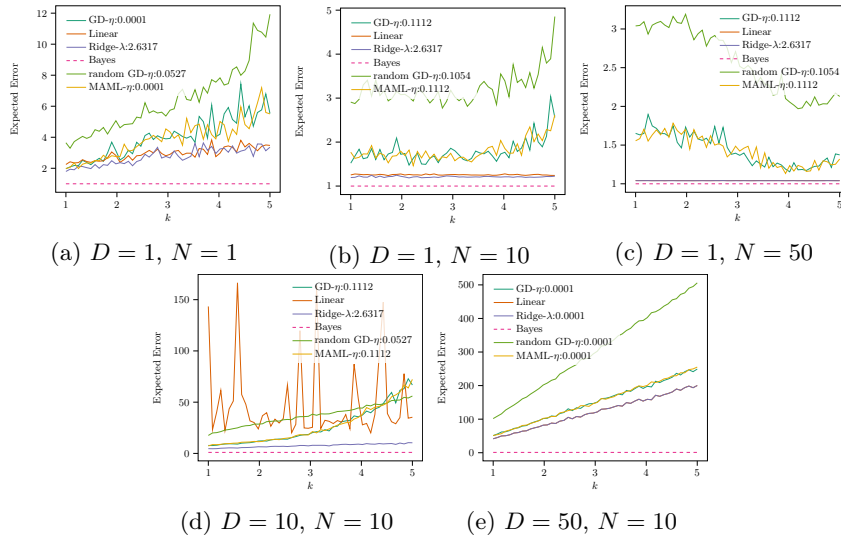 12
10
8
6
4
2
Expected Error
GD-η:0.0001
Linear
Ridge-λ:2.6317
Bayes
random GD-η:0.0527
MAML-η:0.0001
1 2 3 4 5
k
(a) D = 1, N = 1
5
4
3
2
1
Expected Error
GD-η:0.1112
Linear
Ridge-λ:2.6317
Bayes
random GD-η:0.1054
MAML-η:0.1112
1 2 3 4 5
k
(b) D = 1, N = 10
3.0
2.5
2.0
1.5
1.0
Expected Error
GD-η:0.1112
Linear
Ridge-λ:2.6317
Bayes
random GD-η:0.1054
MAML-η:0.1112
1 2 3 4 5
k
(c) D = 1, N = 50
150
100
50
0
Expected Error
GD-η:0.1112
Linear
Ridge-λ:2.6317
Bayes
random GD-η:0.0527
MAML-η:0.1112
1 2 3 4 5
k
(d) D = 10, N = 10
500
400
300
200
100
0
Expected Error
GD-η:0.0001
Linear
Ridge-λ:0.0001
Bayes
random GD-η:0.0001
MAML-η:0.0001
1 2 3 4 5
k
(e) D = 50, N = 10